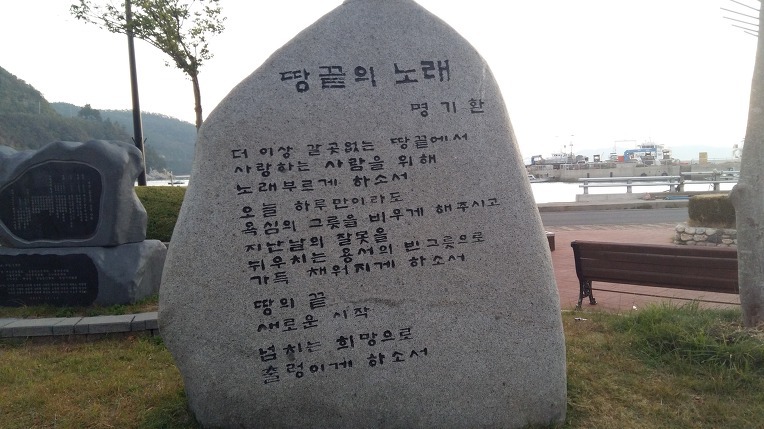 땅끝의 노래
명기환
더 이상 갈곳없는 땅끝에서
사랑하는 사람을 위해
노래부르게 하소서
오늘 하루만이라도
욕심의 그릇을 비우게 해주시고
지난날의 잘못을
뉘우치는 용서의 빈그릇으로
가득 채워지게 하소서
땅의 끝
새로운 시작
넘치는 희망으로
출렁이게 하소서